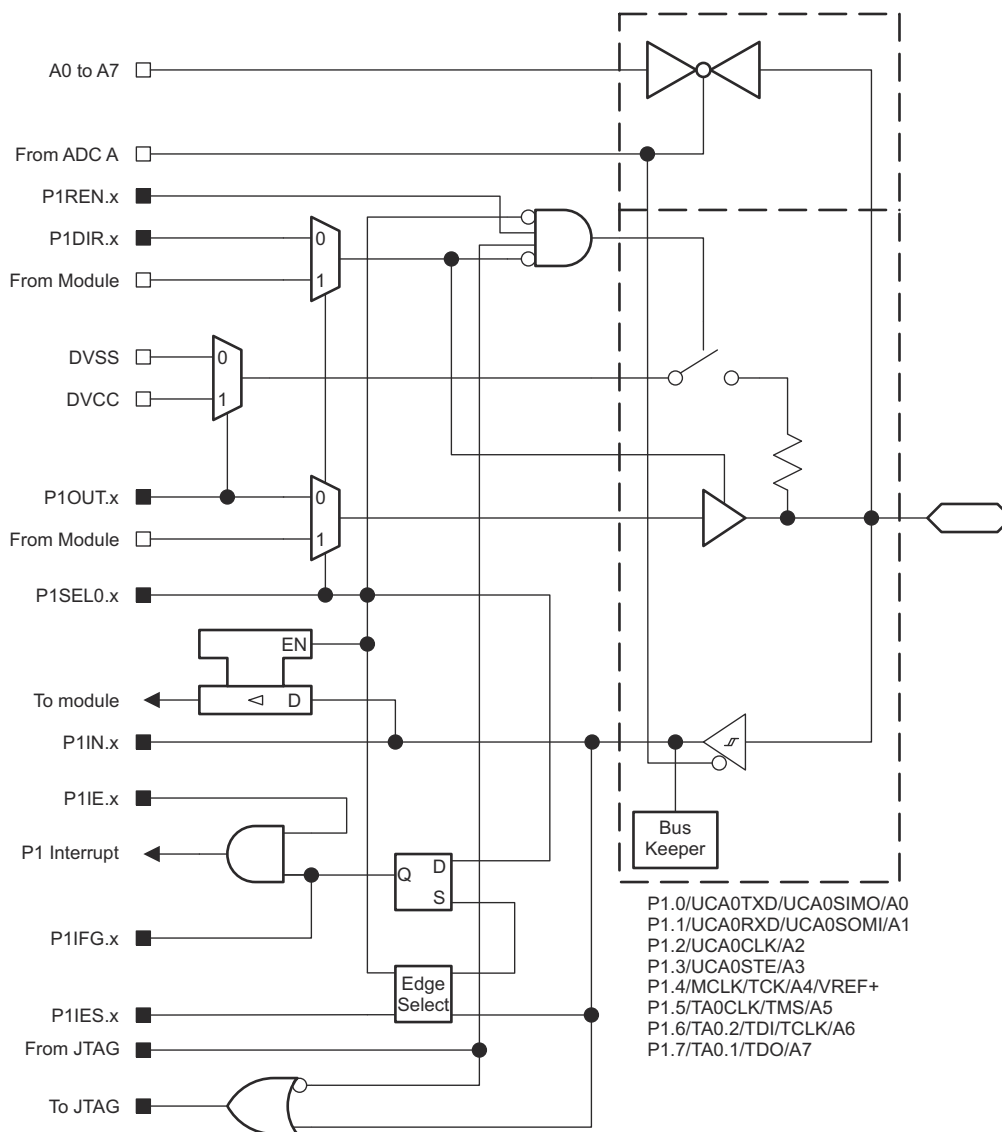 A0 to A7
From ADC A
P1REN.x
P1DIR.x
0
From Module
1
DVSS
0
DVCC
1
P1OUT.x
0
From Module
1
P1SEL0.x
EN
To module
D
P1IN.x
P1IE.x
Bus
Keeper
P1 Interrupt
Q
D
S
P1IFG.x
Edge
Select
P1IES.x
From JTAG
To JTAG
P1.0/UCA0TXD/UCA0SIMO/A0
P1.1/UCA0RXD/UCA0SOMI/A1
P1.2/UCA0CLK/A2
P1.3/UCA0STE/A3
P1.4/MCLK/TCK/A4/VREF+
P1.5/TA0CLK/TMS/A5
P1.6/TA0.2/TDI/TCLK/A6
P1.7/TA0.1/TDO/A7